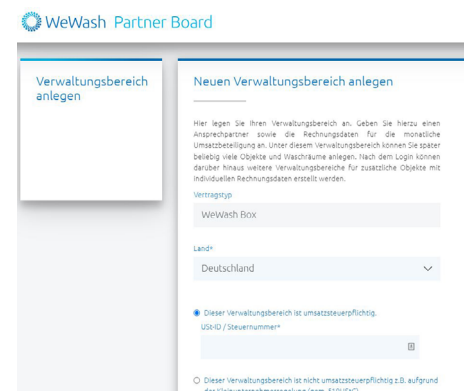 WeWash Partner Board
Verwaltungsbereich
anlegen
Neuen Verwaltungsbereich anlegen
Hier legen Sie Ihren Verwaltungsbereich an. Geben Sie hierzu einen
Ansprechpartner sowie die Rechnungsdaten für die monatliche
Umsatzbeteiligung an. Unter diesem Verwaltungsbereich können Sie später
beliebig viele Objekte und Waschräume anlegen. Nach dem Login können
darüber hinaus weitere Verwaltungsbereiche für zusätzliche Objekte mit
individuellen Rechnungsdaten erstellt werden.
Vertragstyp
WeWash Box
Land*
Deutschland
Dieser Verwaltungsbereich ist umsatzsteuerpflichtig.
USt-ID / Steuernummer*
Dieser Verwaltungsbereich ist nicht umsatzsteuerpflichtig z.B. aufgrund